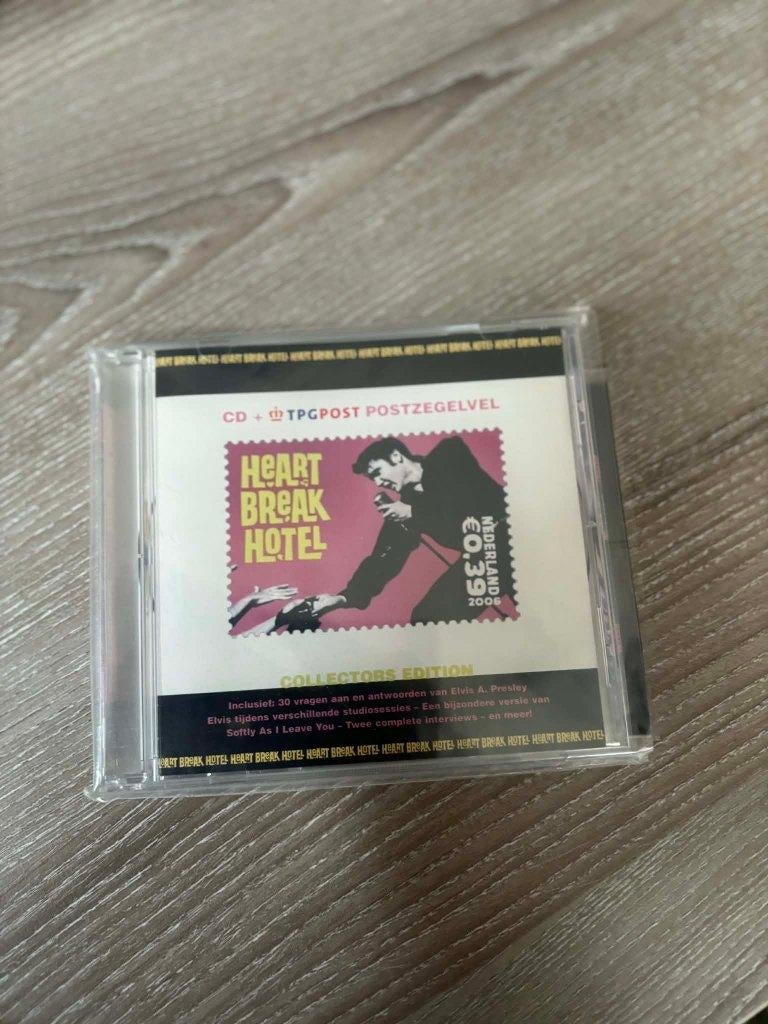 HEART BREAK HOTEL HEART BREAK HOTEL HEART BREAK HOTEL HEART BREAK HOTEL HEART BREAK HOTEL HEART BREAK HOTEL
CD + TPGPOST POSTZEGELVEL
HeART
BReAK
HOTEL
NEDERLAND
€0,39
2006
COLLECTORS EDITION
Inclusief: 30 vragen aan en antwoorden van Elvis A. Presley
Elvis tijdens verschillende studiosessies – Een bijzondere versie van
Softly As I Leave You – Twee complete interviews – en meer!
HEART BREAK HOTEL HEART BREAK HOTEL HEART BREAK HOTEL HEART BREAK HOTEL HEART BREAK HOTEL HEART BREAK HOTEL